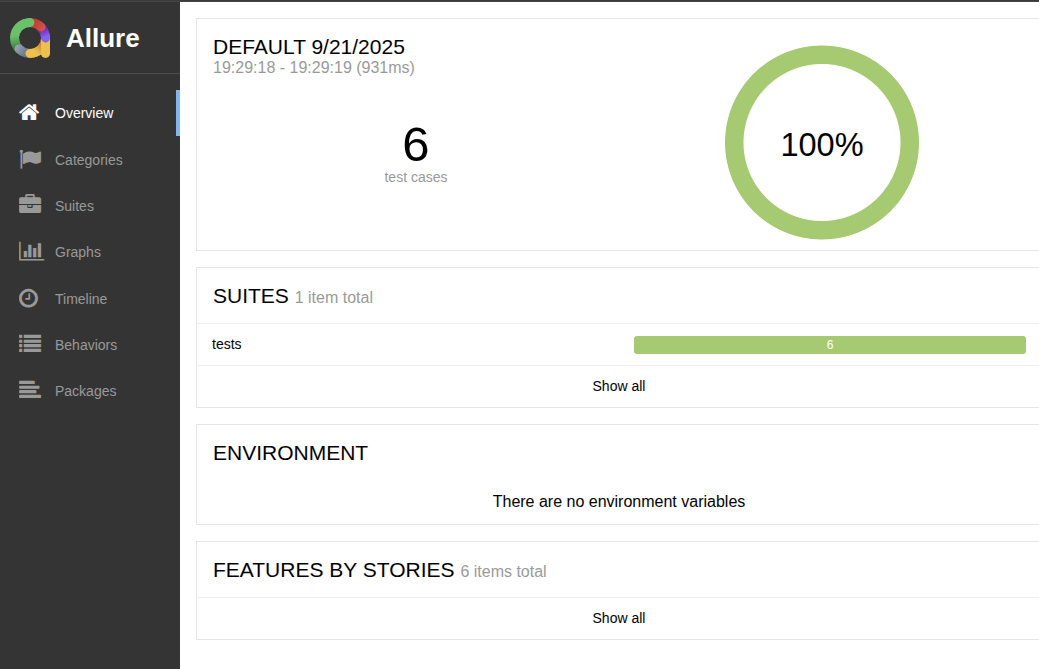 Allure
Overview
Categories
Suites
Graphs
Timeline
Behaviors
Packages
DEFAULT 9/21/2025
19:29:18 - 19:29:19 (931ms)
6
test cases
100%
SUITES 1 item total
tests 6
Show all
ENVIRONMENT
There are no environment variables
FEATURES BY STORIES 6 items total
Show all